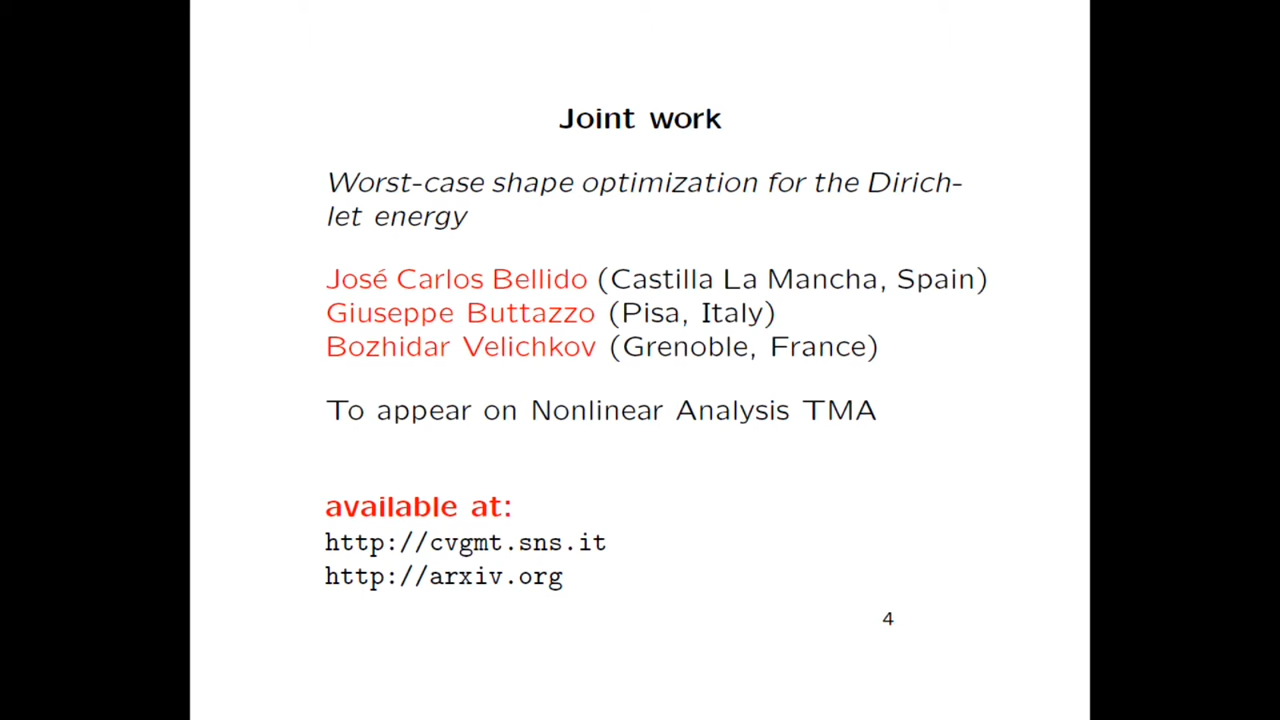 Joint work
Worst-case shape optimization for the Dirich-
let energy
José Carlos Bellido (Castilla La Mancha, Spain)
Giuseppe Buttazzo (Pisa, Italy)
Bozhidar Velichkov (Grenoble, France)
To appear on Nonlinear Analysis TMA
available at:
http://cvgmt.sns.it
http://arxiv.org
4